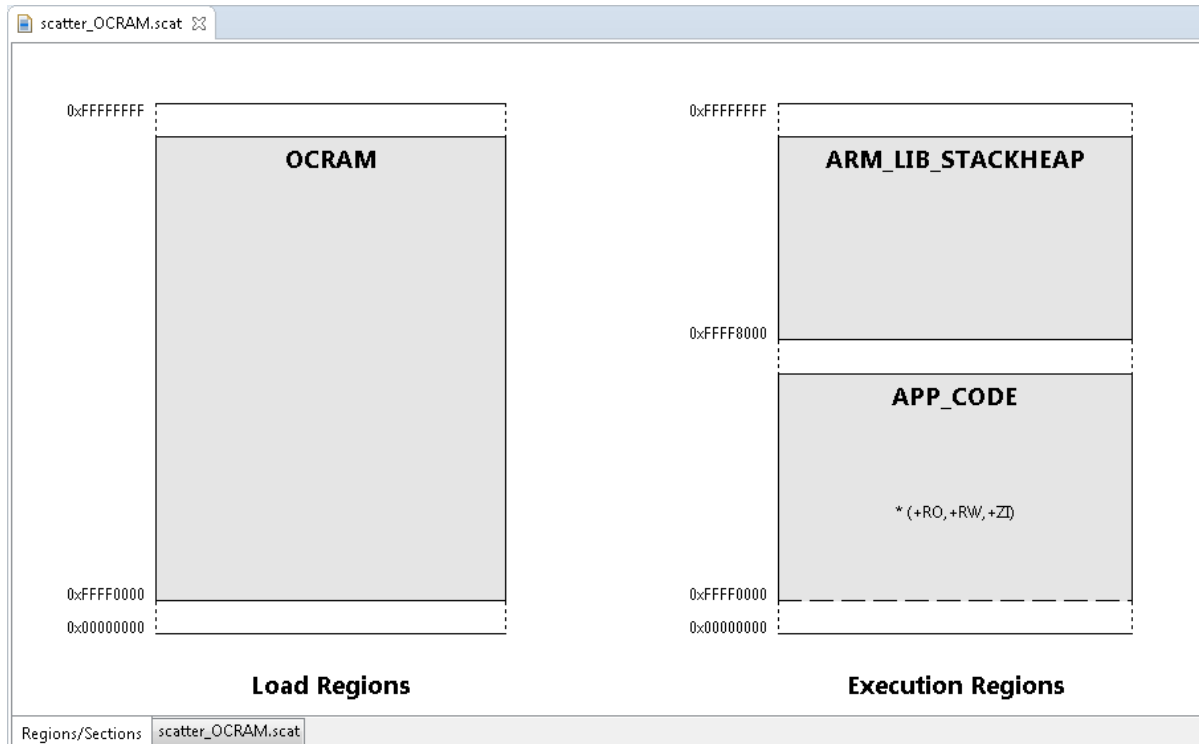 scatter_OCRAM.scat
0xFFFFFFFF
OCRAM
0xFFFF0000
0x00000000
Load Regions
0xFFFFFFFF
ARM_LIB_STACKHEAP
0xFFFF8000
APP_CODE
* (+RO, +RW, +ZI)
0xFFFF0000
0x00000000
Execution Regions
Regions/Sections scatter_OCRAM.scat